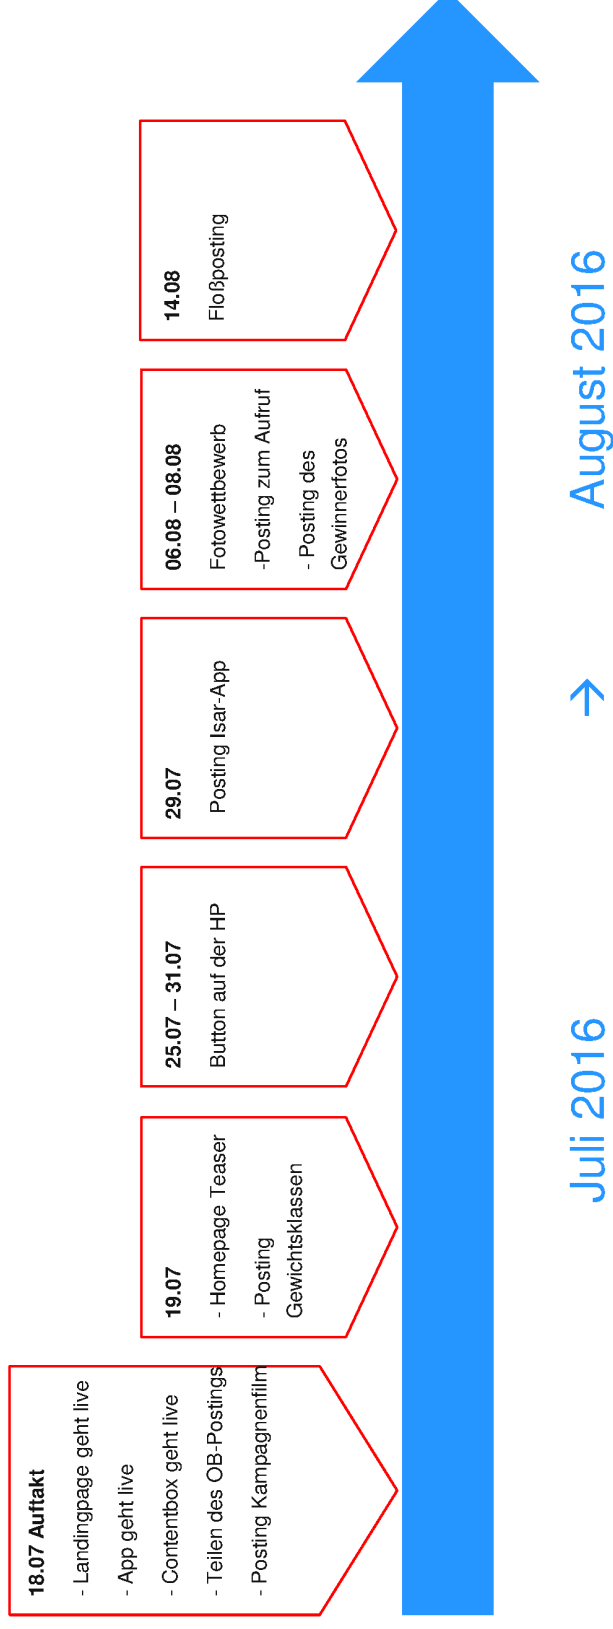 18.07 Auftakt
- Landingpage geht live
- App geht live
- Contentbox geht live
- Teilen des OB-Postings
- Posting Kampagnenfilm
19.07
- Homepage Teaser
- Posting
Gewichtsklassen
25.07 – 31.07
Button auf der HP
29.07
Posting Isar-App
06.08 – 08.08
Fotowettbewerb
-Posting zum Aufruf
- Posting des
Gewinnerfotos
14.08
Floßposting
Juli 2016 → August 2016